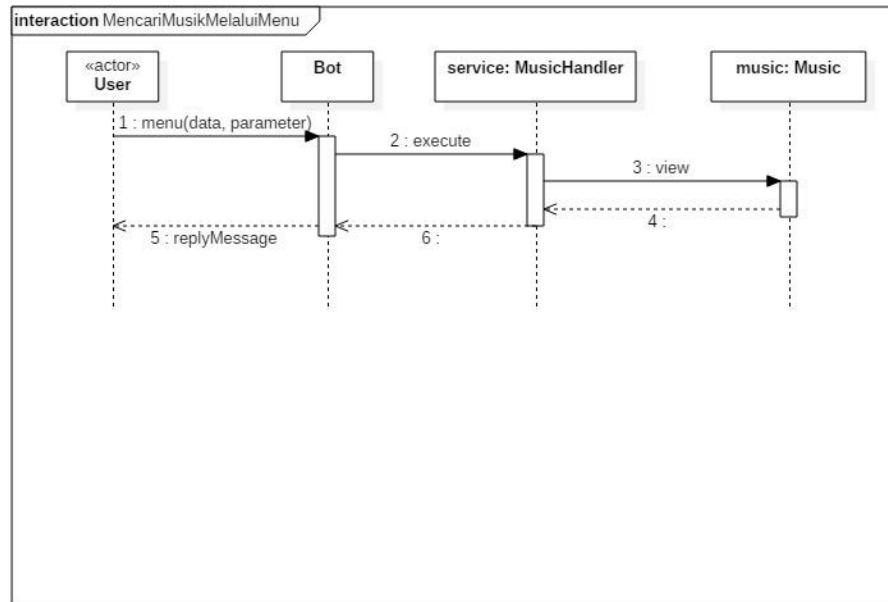 interaction MencariMusikMelaluiMenu
«actor»
User
Bot
service: MusicHandler
music: Music
1 : menu(data, parameter)
2 : execute
3 : view
4 :
5 : replyMessage
6 :